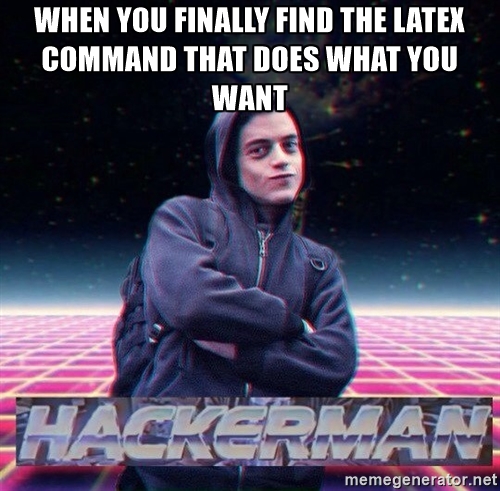 WHEN YOU FINALLY FIND THE LATEX
COMMAND THAT DOES WHAT YOU
WANT
HACKERMAN
memegenerator.net